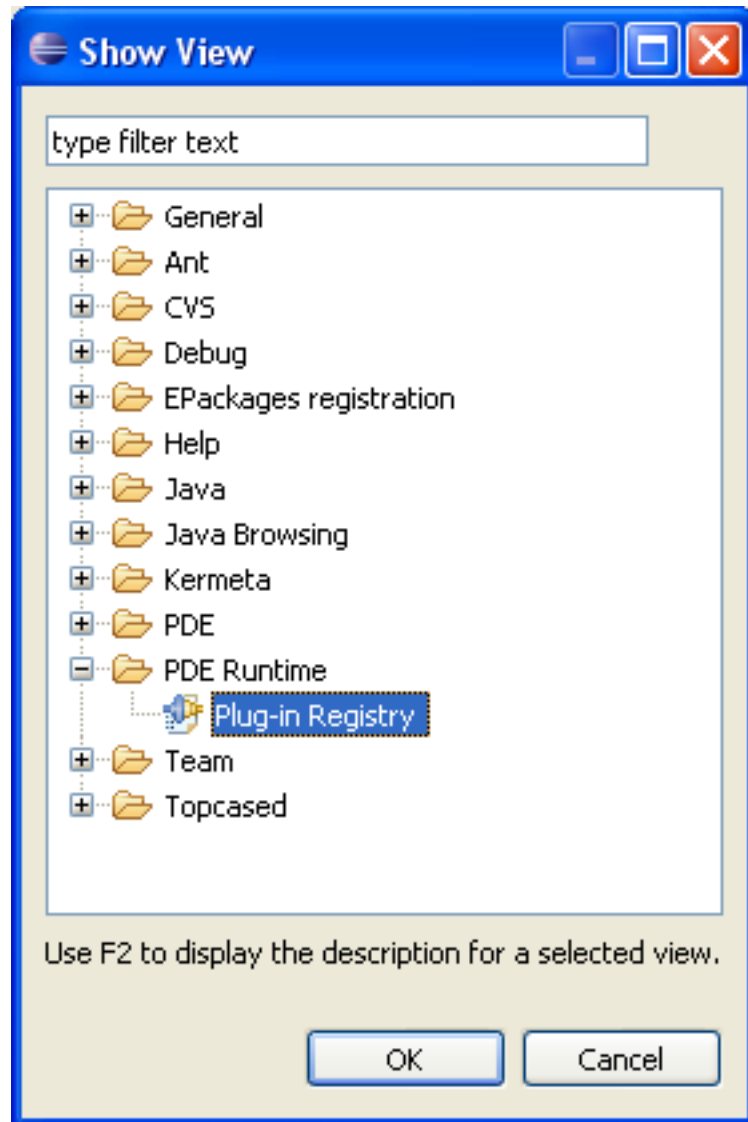 Show View
type filter text
General
Ant
CVS
Debug
EPackages registration
Help
Java
Java Browsing
Kermeta
PDE
PDE Runtime
Plug-in Registry
Team
Topcased
Use F2 to display the description for a selected view.
OK Cancel